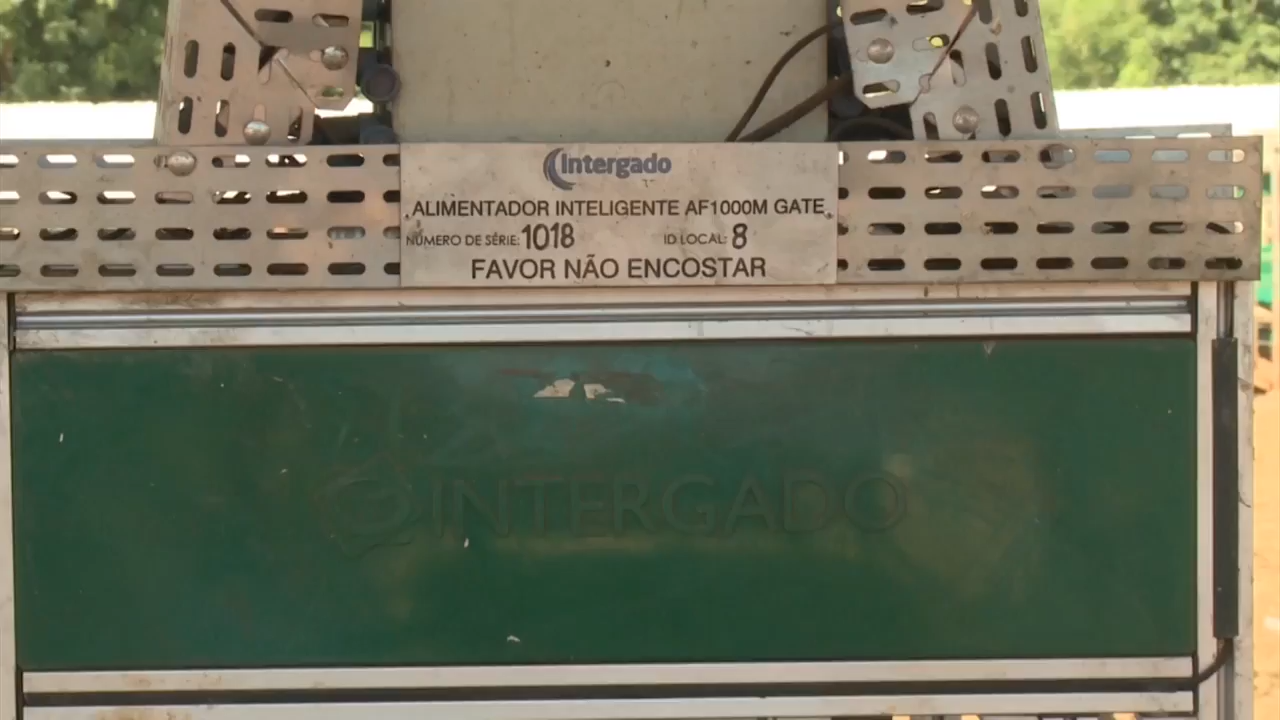 Intergado
ALIMENTADOR INTELIGENTE AF1000M GATE
NÚMERO DE SÉRIE: 1018 ID LOCAL: 8
FAVOR NÃO ENCOSTAR
INTERGADO